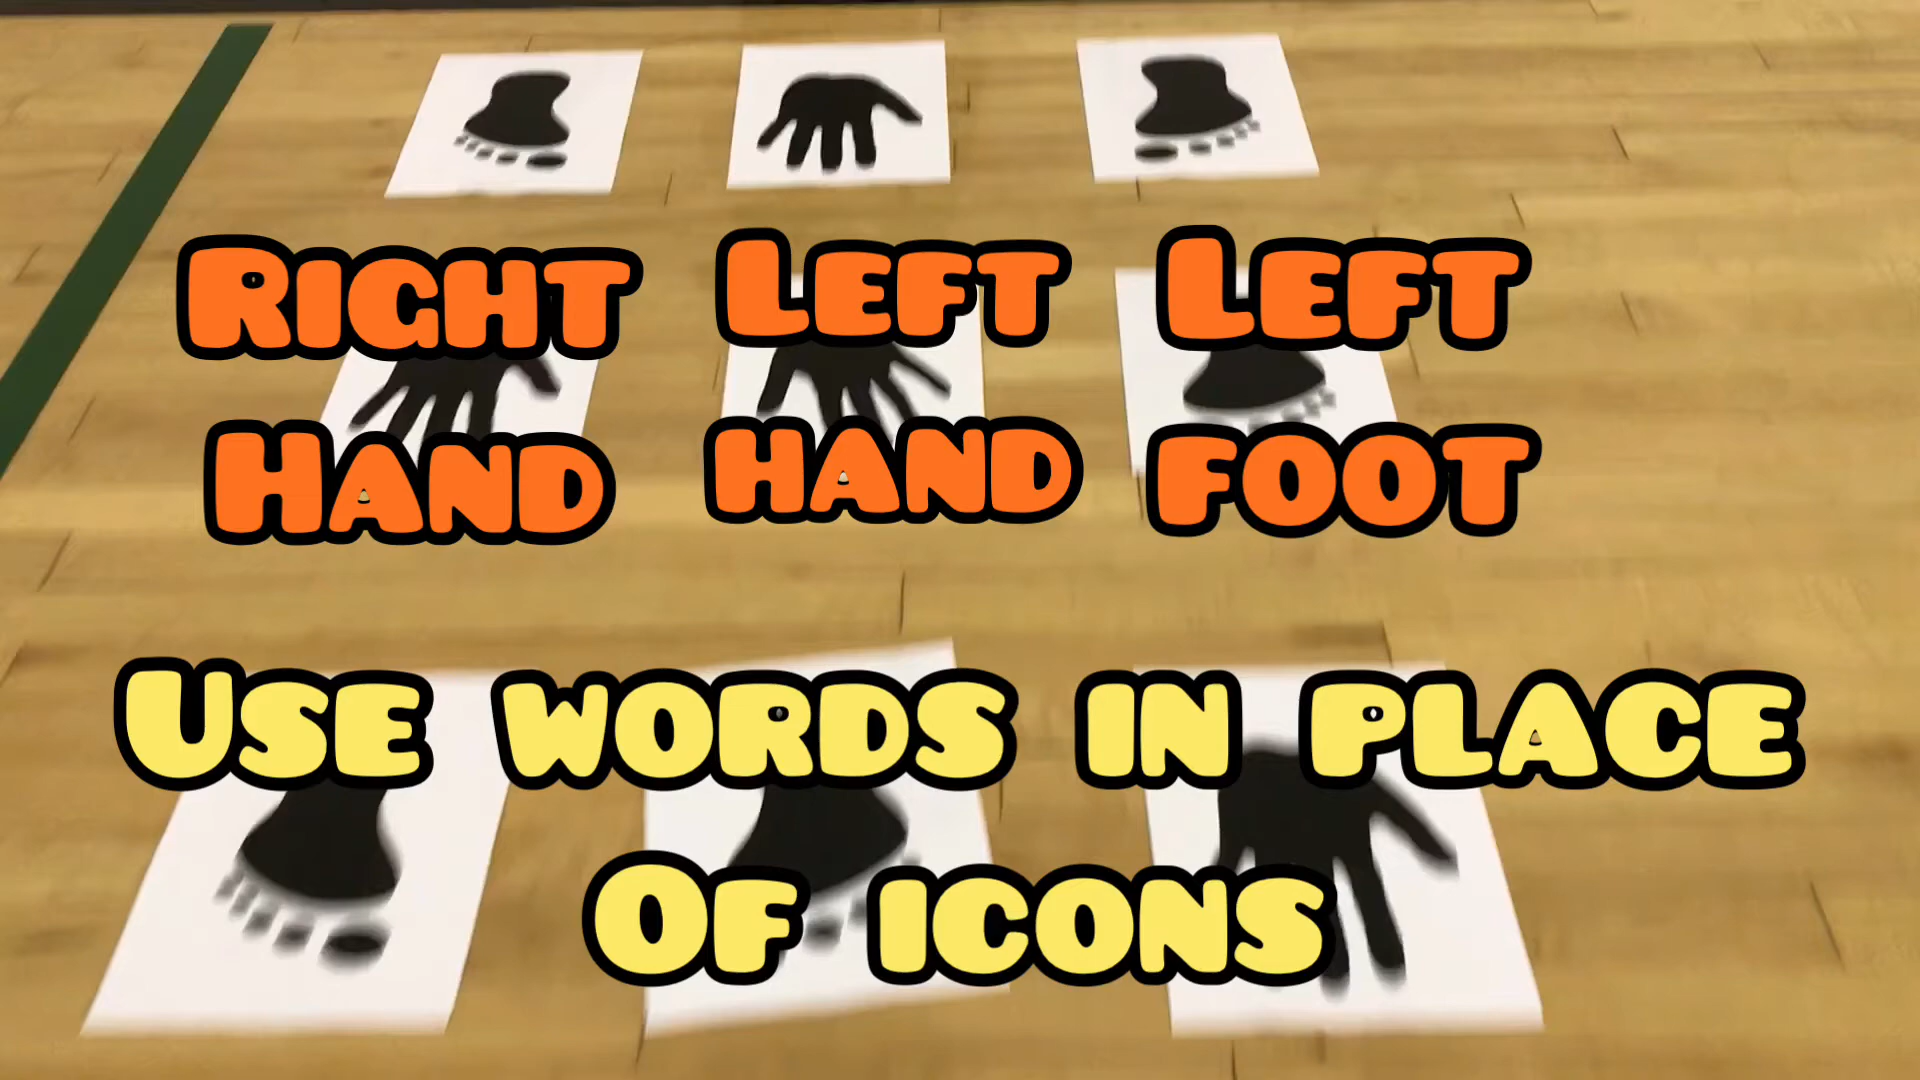 Right Left Left
Hand hand foot
Use words in place
Of icons